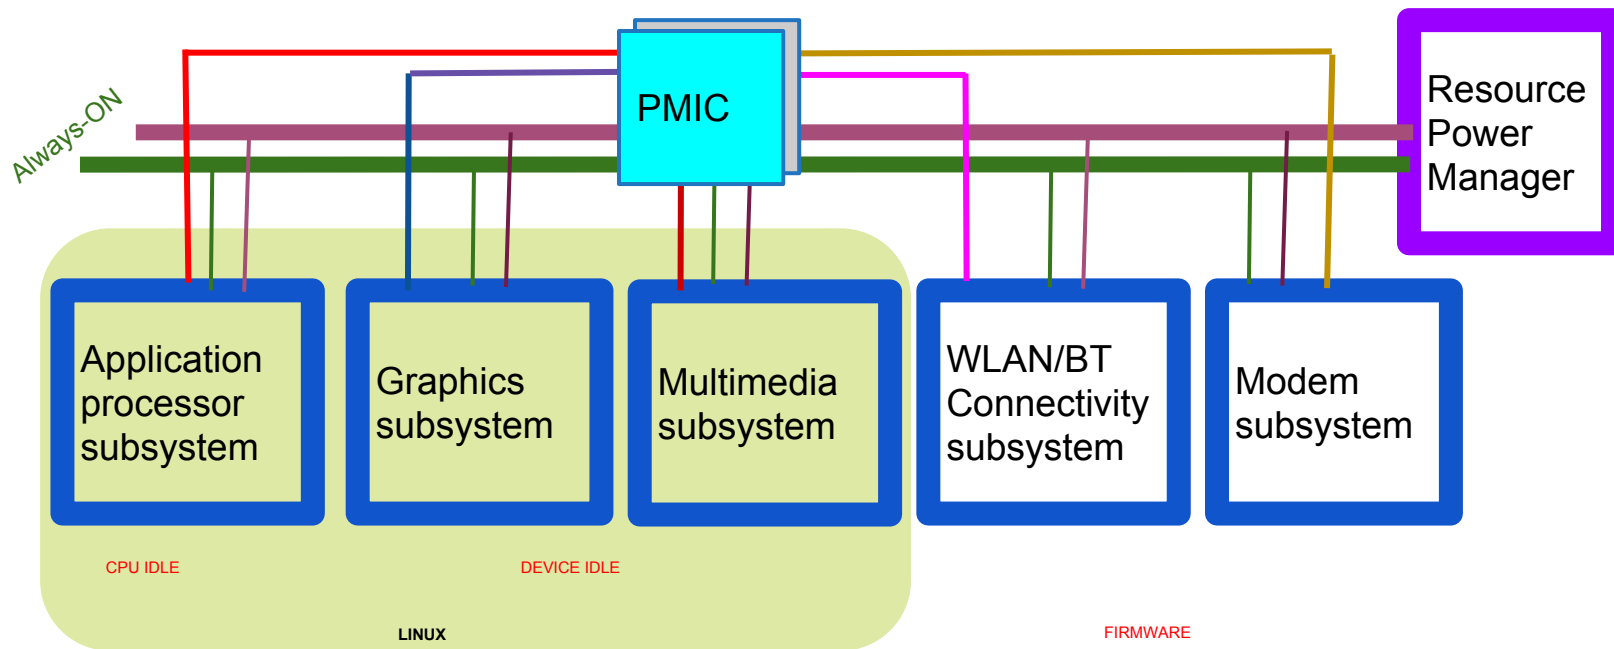 PMIC
Resource
Power
Manager
Always-ON
Application
processor
subsystem
Graphics
subsystem
Multimedia
subsystem
WLAN/BT
Connectivity
subsystem
Modem
subsystem
CPU IDLE
DEVICE IDLE
LINUX
FIRMWARE